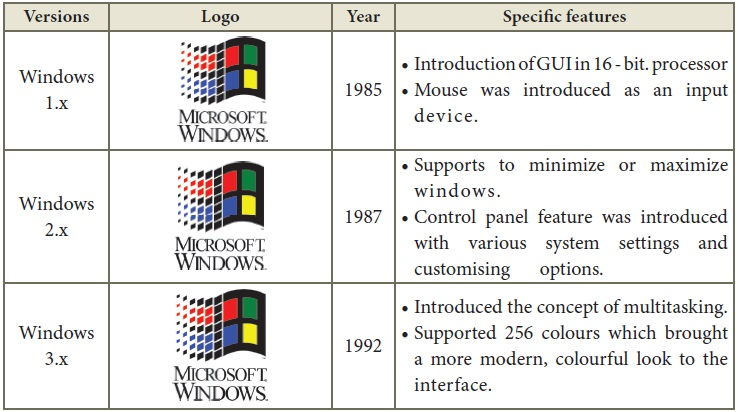 Versions Logo Year Specific features
Windows 1.x
MICROSOFT
WINDOWS.
1985
• Introduction of GUI in 16 - bit. processor
• Mouse was introduced as an input
device.
Windows 2.x
MICROSOFT
WINDOWS.
1987
• Supports to minimize or maximize
windows.
• Control panel feature was introduced
with various system settings and
customising options.
Windows 3.x
MICROSOFT
WINDOWS.
1992
• Introduced the concept of multitasking.
• Supported 256 colours which brought
a more modern, colourful look to the
interface.